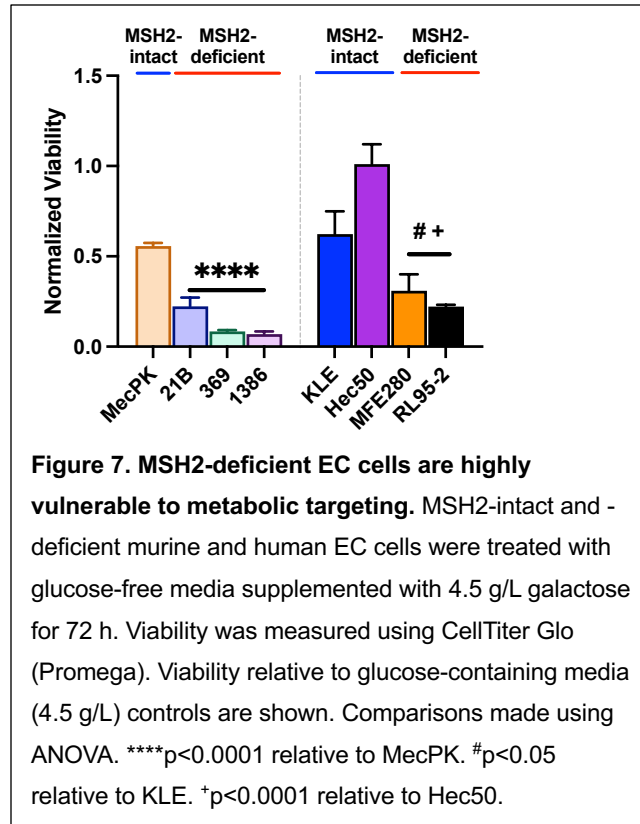 MSH2-
intact
MSH2-
deficient
MSH2-
intact
MSH2-
deficient
1.5
1.0
0.5
0.0
Normalized Viability
****
# +
MecPK
21B
369
1386
KLE
Hec50
MFE280
RL95-2
Figure 7. MSH2-deficient EC cells are highly
vulnerable to metabolic targeting. MSH2-intact and -
deficient murine and human EC cells were treated with
glucose-free media supplemented with 4.5 g/L galactose
for 72 h. Viability was measured using CellTiter Glo
(Promega). Viability relative to glucose-containing media
(4.5 g/L) controls are shown. Comparisons made using
ANOVA. ****p<0.0001 relative to MecPK. #p<0.05
relative to KLE. +p<0.0001 relative to Hec50.